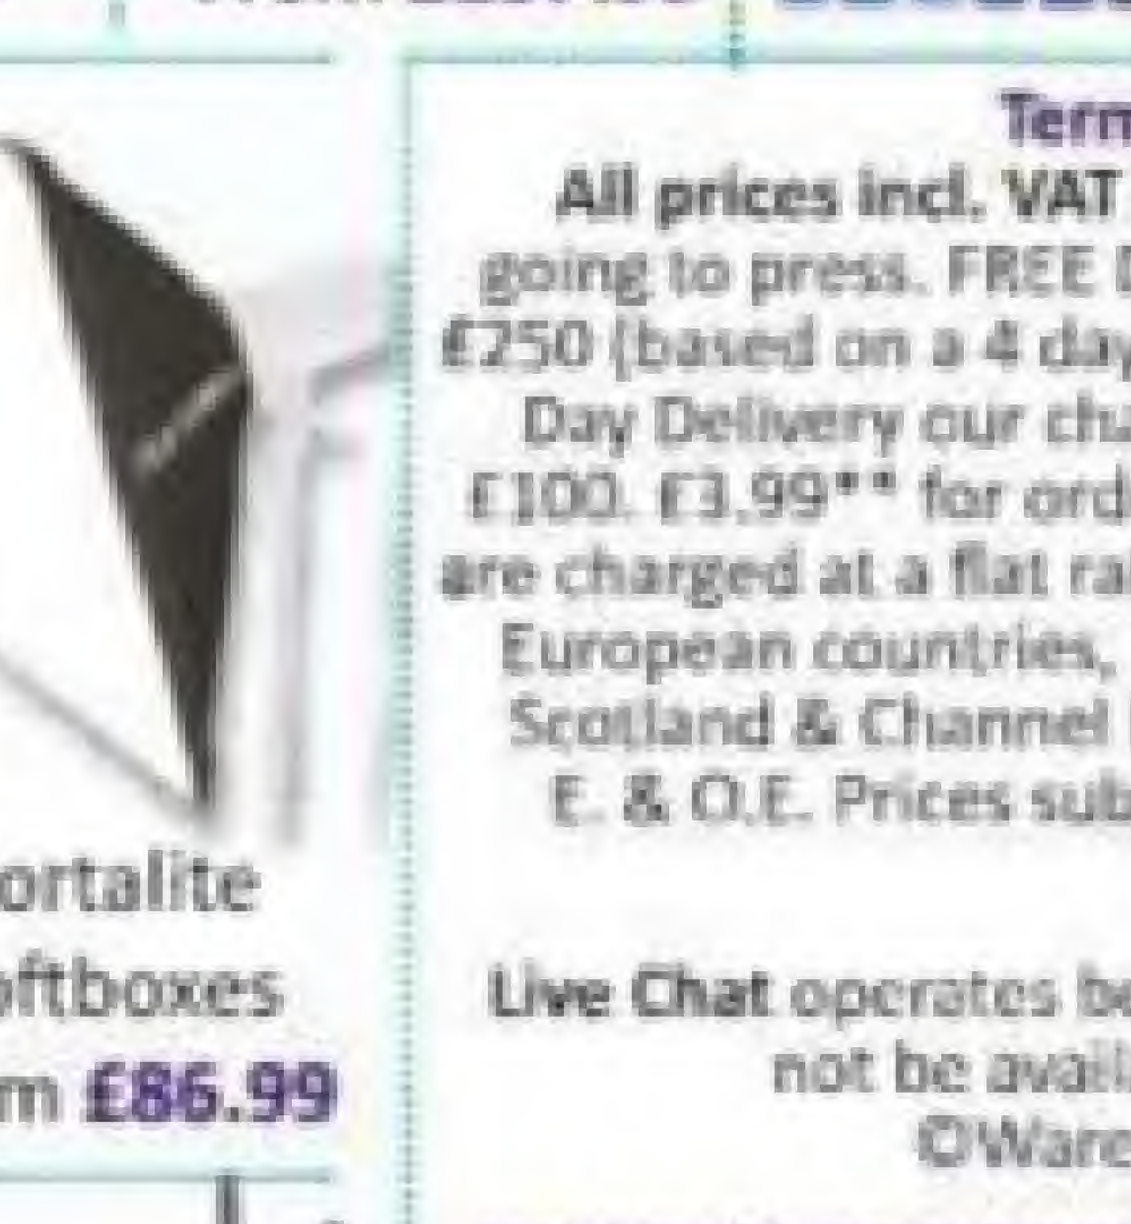 ortalite
oftboxes
m £86.99
Term
All prices incl. VAT
going to press. FREE D
£250 (based on a 4 day
Day Delivery our cha
£100. £3.99** for ord
are charged at a flat ra
European countries,
Scotland & Channel
E. & O.E. Prices sub
Live Chat operates be
not be avail
©Ware